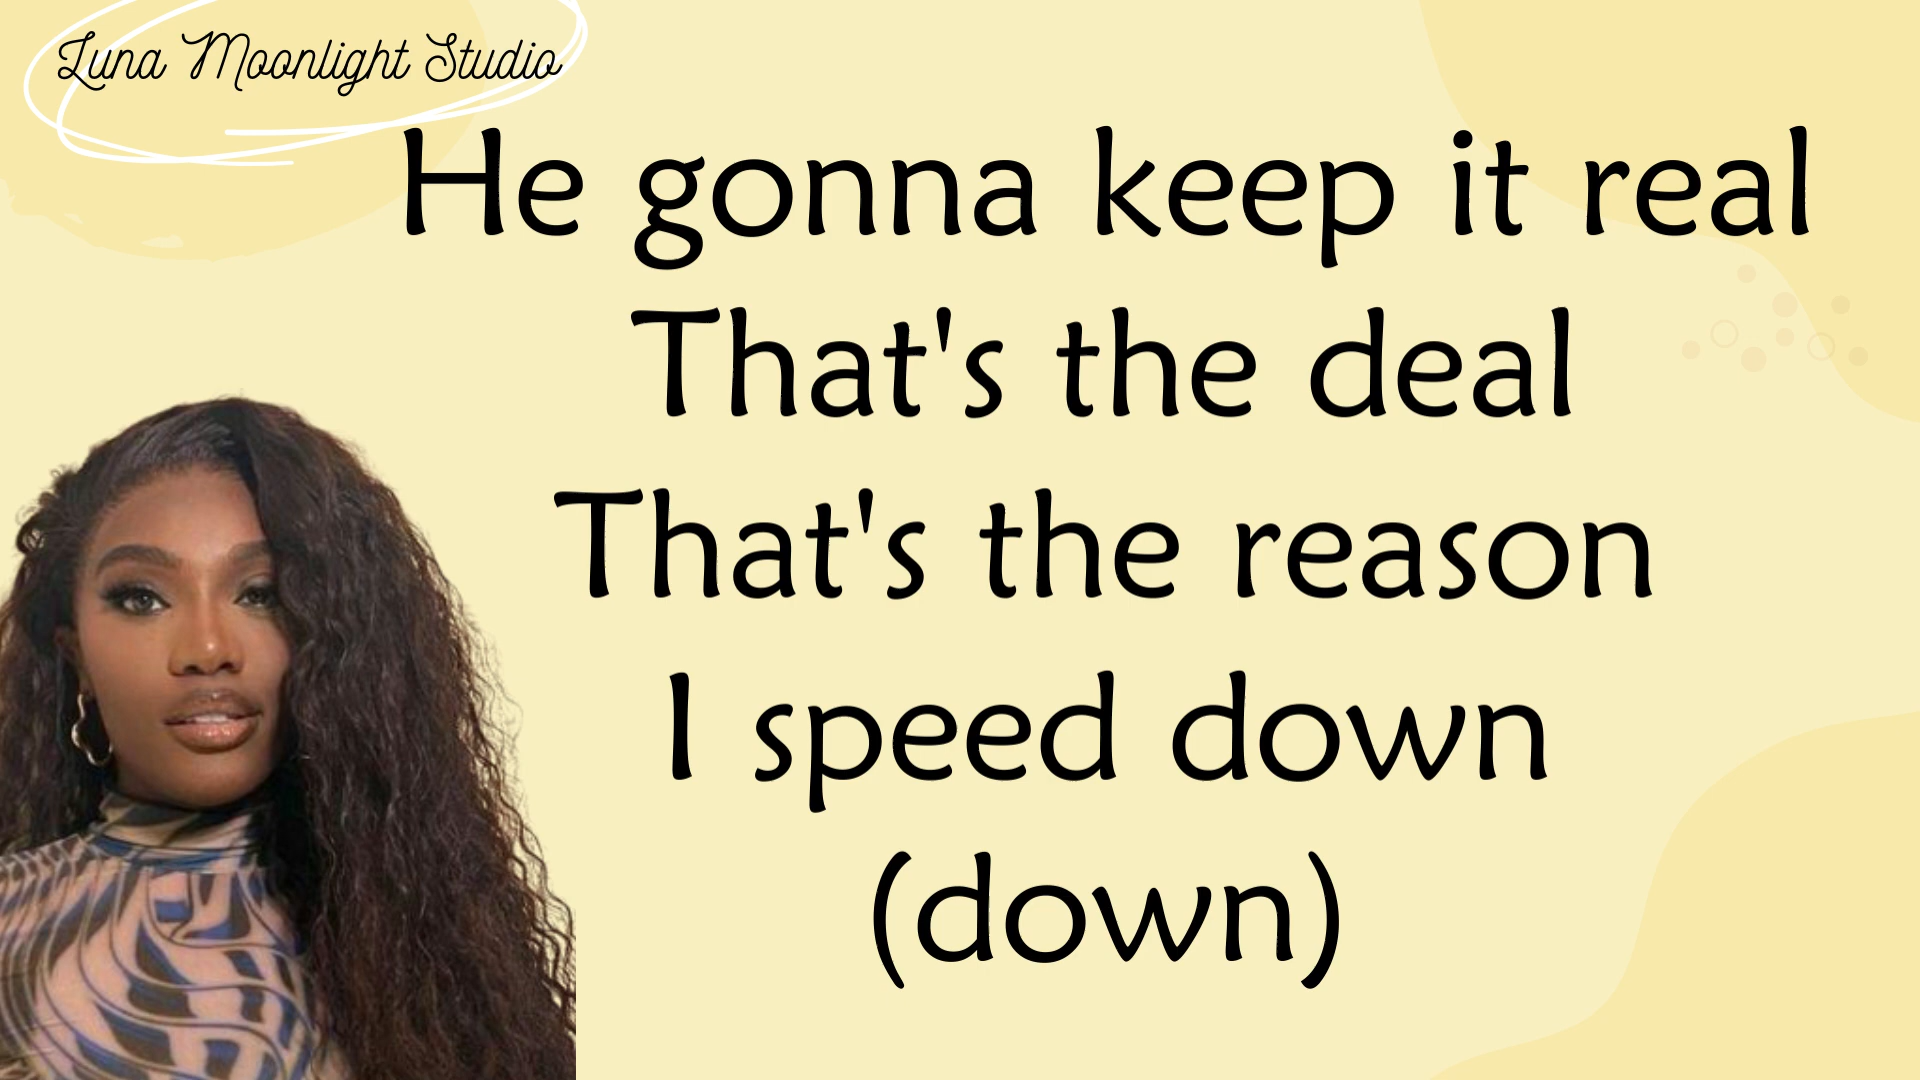 Luna Moonlight Studio
He gonna keep it real
That's the deal
That's the reason
I speed down
(down)